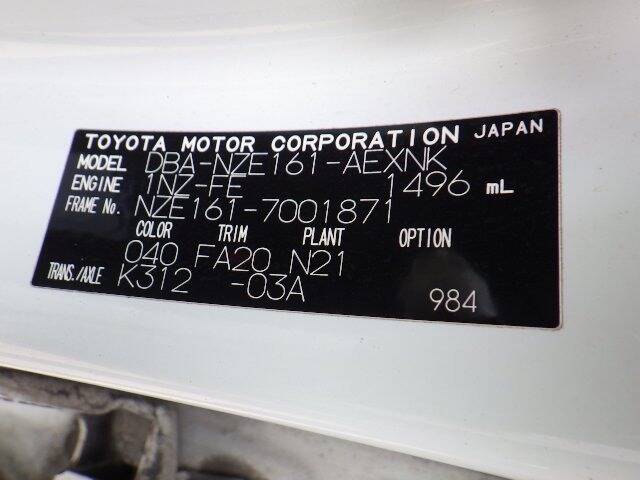 TOYOTA MOTOR CORPORATION JAPAN
MODEL DBA-NZE161-AEXNK
ENGINE 1NZ-FE 1496 mL
FRAME No. NZE161-7001871
COLOR TRIM PLANT OPTION
040 FA20 N21
TRANS./AXLE K312 -03A
984